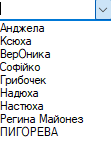 Анджела
Ксюха
ВерОника
Софійко
Грибочек
Надюха
Настюха
Регина Майонез
ПИГОРЕВА